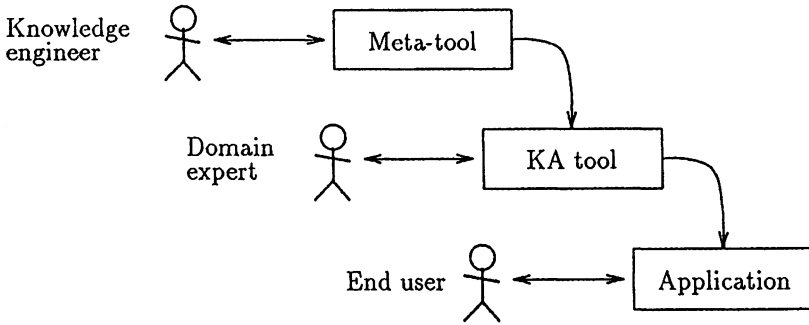 Knowledge
engineer
Meta-tool
Domain
expert
KA tool
End user
Application